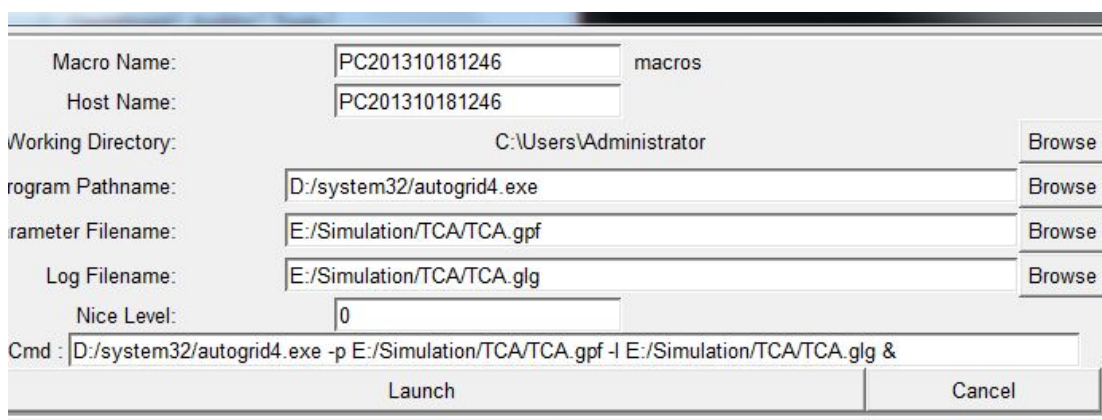 Macro Name: PC201310181246 macros
Host Name: PC201310181246
Working Directory: C:\Users\Administrator Browse
rogram Pathname: D:/system32/autogrid4.exe Browse
rameter Filename: E:/Simulation/TCA/TCA.gpf Browse
Log Filename: E:/Simulation/TCA/TCA.glg Browse
Nice Level: 0
Cmd : D:/system32/autogrid4.exe -p E:/Simulation/TCA/TCA.gpf -l E:/Simulation/TCA/TCA.glg &
Launch Cancel